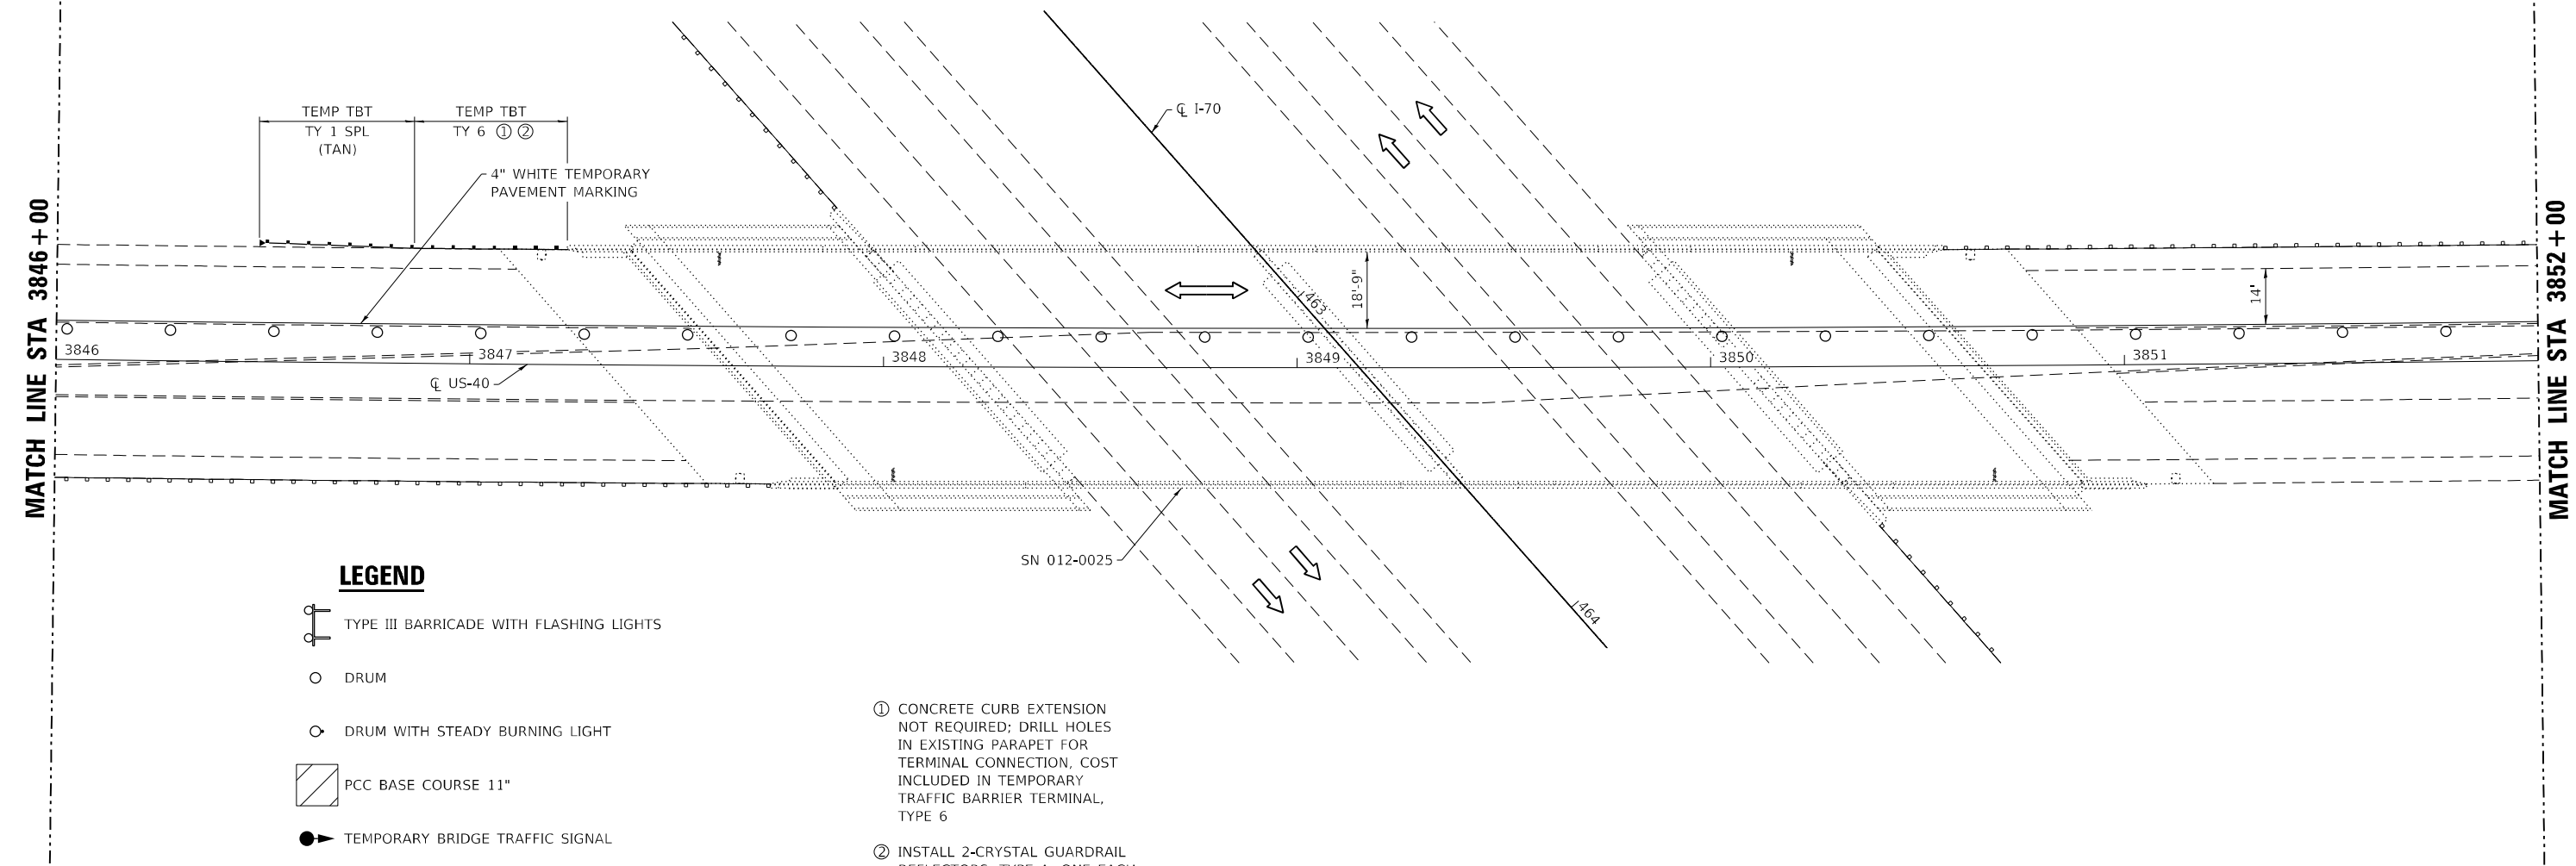 TEMP TBT
TY 1 SPL
(TAN)
TEMP TBT
TY 6 ① ②
4" WHITE TEMPORARY
PAVEMENT MARKING
℄ I-70
MATCH LINE STA 3846+00
MATCH LINE STA 3852+00
463
18'-9"
14'
3846
3847
3848
3849
3850
3851
℄ US-40
SN 012-0025
464
LEGEND
TYPE III BARRICADE WITH FLASHING LIGHTS
DRUM
DRUM WITH STEADY BURNING LIGHT
PCC BASE COURSE 11"
TEMPORARY BRIDGE TRAFFIC SIGNAL
① CONCRETE CURB EXTENSION
NOT REQUIRED; DRILL HOLES
IN EXISTING PARAPET FOR
TERMINAL CONNECTION, COST
INCLUDED IN TEMPORARY
TRAFFIC BARRIER TERMINAL,
TYPE 6
② INSTALL 2-CRYSTAL GUARDRAIL